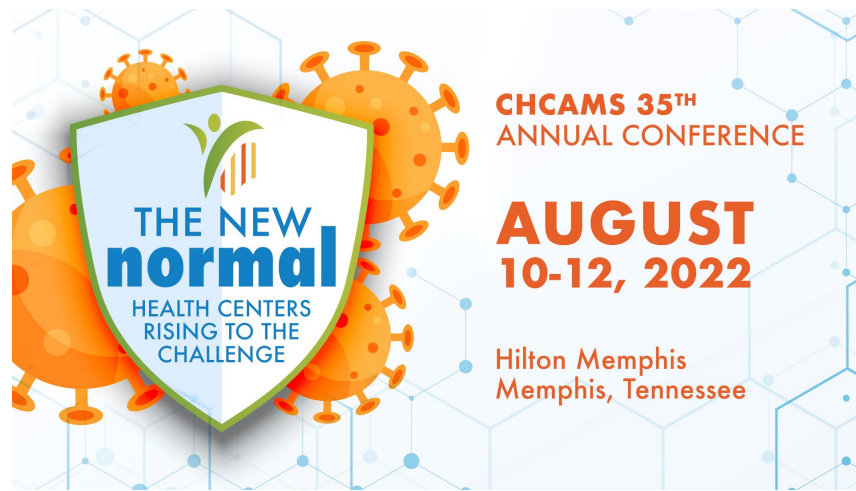 THE NEW
normal
HEALTH CENTERS
RISING TO THE
CHALLENGE
CHCAMS 35TH
ANNUAL CONFERENCE
AUGUST
10-12, 2022
Hilton Memphis
Memphis, Tennessee